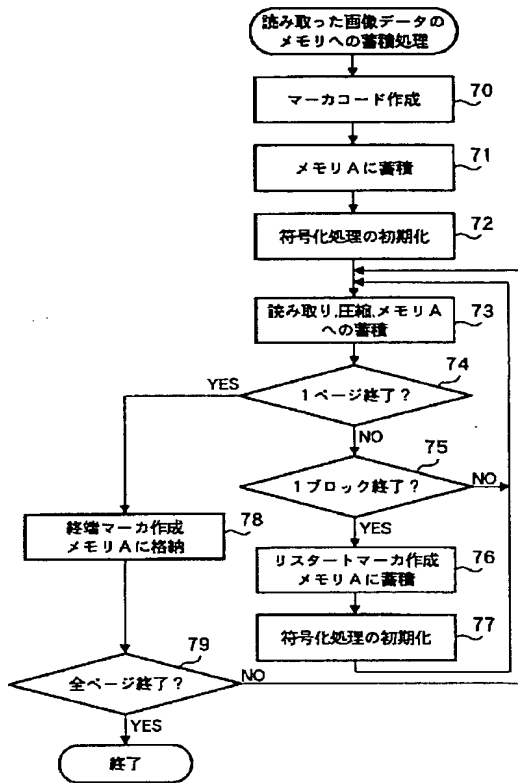 読み取った画像データの
メモリへの蓄積処理
マーカコード作成
70
メモリAに蓄積
71
符号化処理の初期化
72
読み取り,圧縮,メモリA
への蓄積
73
1ページ終了?
74
YES
NO
1ブロック終了?
75
NO
YES
リスタートマーカ作成
メモリAに蓄積
76
符号化処理の初期化
77
終端マーカ作成
メモリAに格納
78
全ページ終了?
79
NO
YES
終了